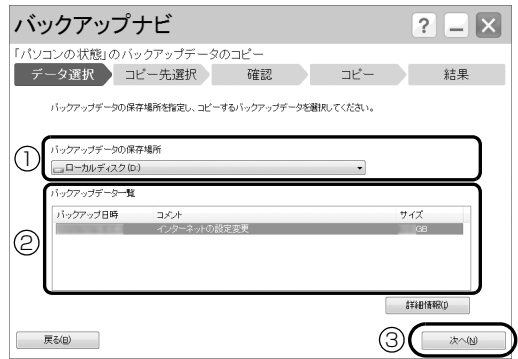 バックアップナビ
? – X
「パソコンの状態」のバックアップデータのコピー
データ選択 コピー先選択 確認 コピー 結果
バックアップデータの保存場所を指定し、コピーするバックアップデータを選択してください。
① バックアップデータの保存場所
ローカルディスク(D:)
② バックアップデータ一覧
バックアップ日時 コメント サイズ
インターネットの設定変更 GB
詳細情報(I)
戻る(B) ③ 次へ(N)